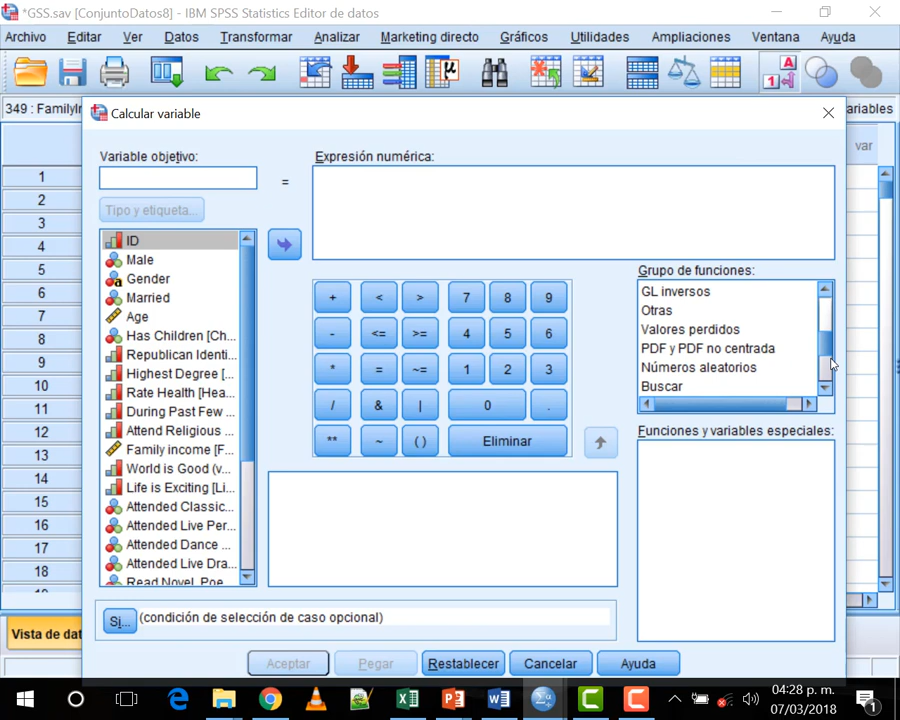 *GSS.sav [ConjuntoDatos8] - IBM SPSS Statistics Editor de datos
Archivo Editar Ver Datos Transformar Analizar Marketing directo Gráficos Utilidades Ampliaciones Ventana Ayuda
349 : FamilyIn
ariables
Calcular variable
var
Variable objetivo:
=
Expresión numérica:
Tipo y etiqueta...
1
2
3
4
5
6
7
8
9
10
11
12
13
14
15
16
17
18
ID
Male
Gender
Married
Age
Has Children [Ch...
Republican Identi...
Highest Degree [...
Rate Health [Hea...
During Past Few ...
Attend Religious ...
Family income [F...
World is Good (v...
Life is Exciting [Li...
Attended Classic...
Attended Live Per...
Attended Dance ...
Attended Live Dra...
Read Novel, Poe...
+ < > 7 8 9
- <= >= 4 5 6
* = ~= 1 2 3
/ & | 0 .
** ~ ( ) Eliminar
Grupo de funciones:
GL inversos
Otras
Valores perdidos
PDF y PDF no centrada
Números aleatorios
Buscar
Funciones y variables especiales:
Si... (condición de selección de caso opcional)
Aceptar Pegar Restablecer Cancelar Ayuda
Vista de dat
04:28 p. m.
07/03/2018
1